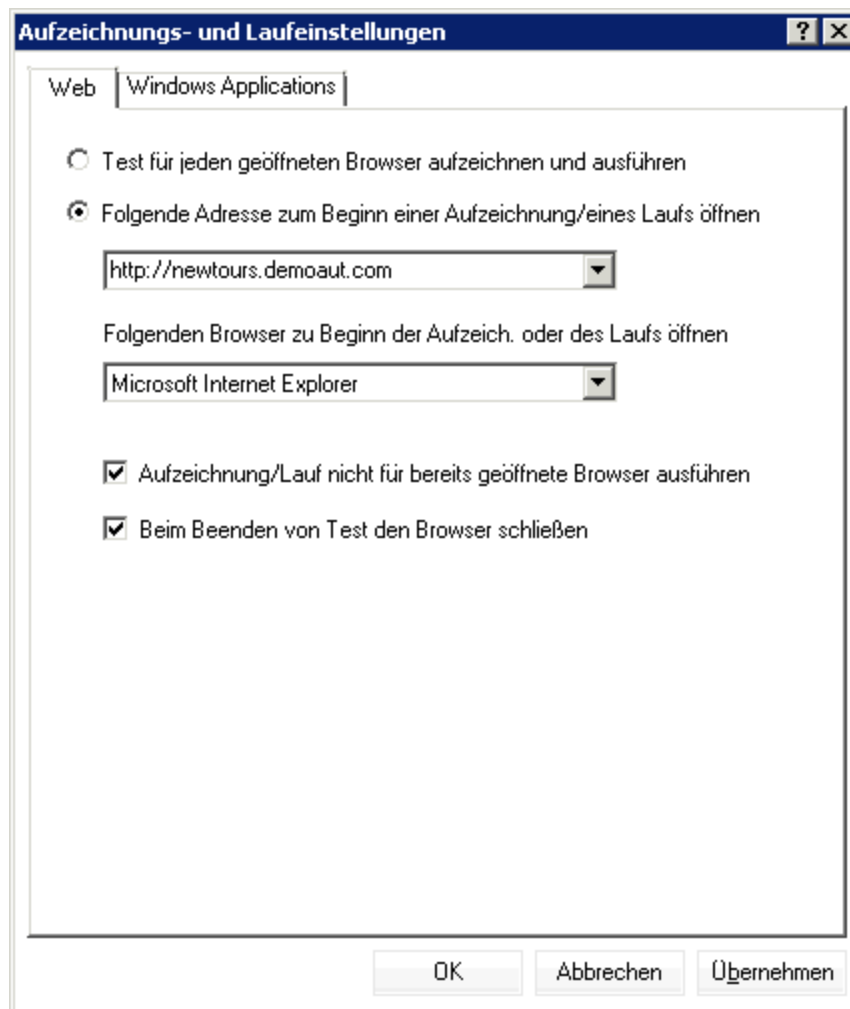 Aufzeichnungs- und Laufeinstellungen
Web
Windows Applications
Test für jeden geöffneten Browser aufzeichnen und ausführen
Folgende Adresse zum Beginn einer Aufzeichnung/eines Laufs öffnen
http://newtours.demoaut.com
Folgenden Browser zu Beginn der Aufzeich. oder des Laufs öffnen
Microsoft Internet Explorer
Aufzeichnung/Lauf nicht für bereits geöffnete Browser ausführen
Beim Beenden von Test den Browser schließen
OK Abbrechen Übernehmen